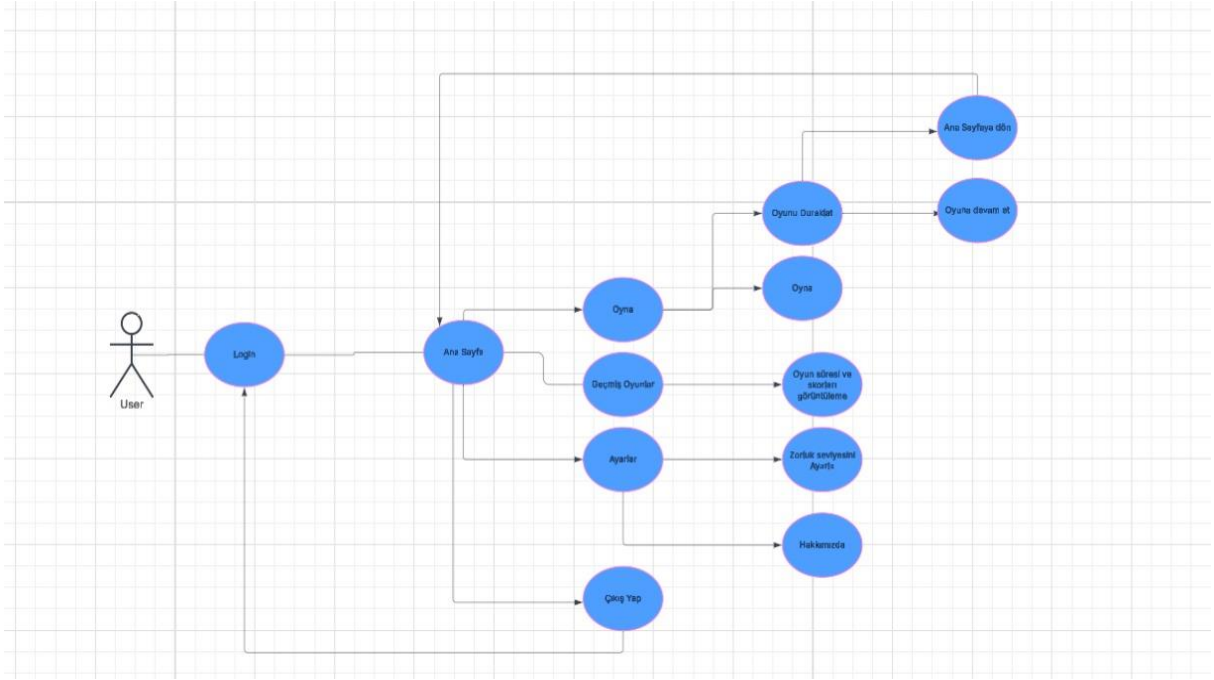 Ana Sayfaya dön
Oyunu Duraklat
Oyuna devam et
Oyna
Oyna
User
Login
Ana Sayfa
Geçmiş Oyunlar
Oyun süresi ve
skorları
görüntüleme
Ayarlar
Zorluk seviyesini
Ayarla
Hakkımızda
Çıkış Yap